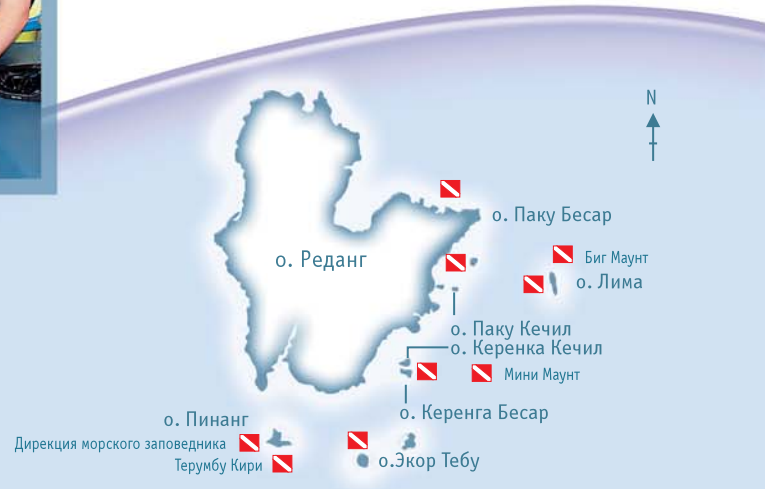 N
о. Паку Бесар
Биг Маунт
о. Реданг
о. Лима
о. Паку Кечил
о. Керенка Кечил
Мини Маунт
о. Керенга Бесар
о. Пинанг
Дирекция морского заповедника
о.Экор Тебу
Терумбу Кири